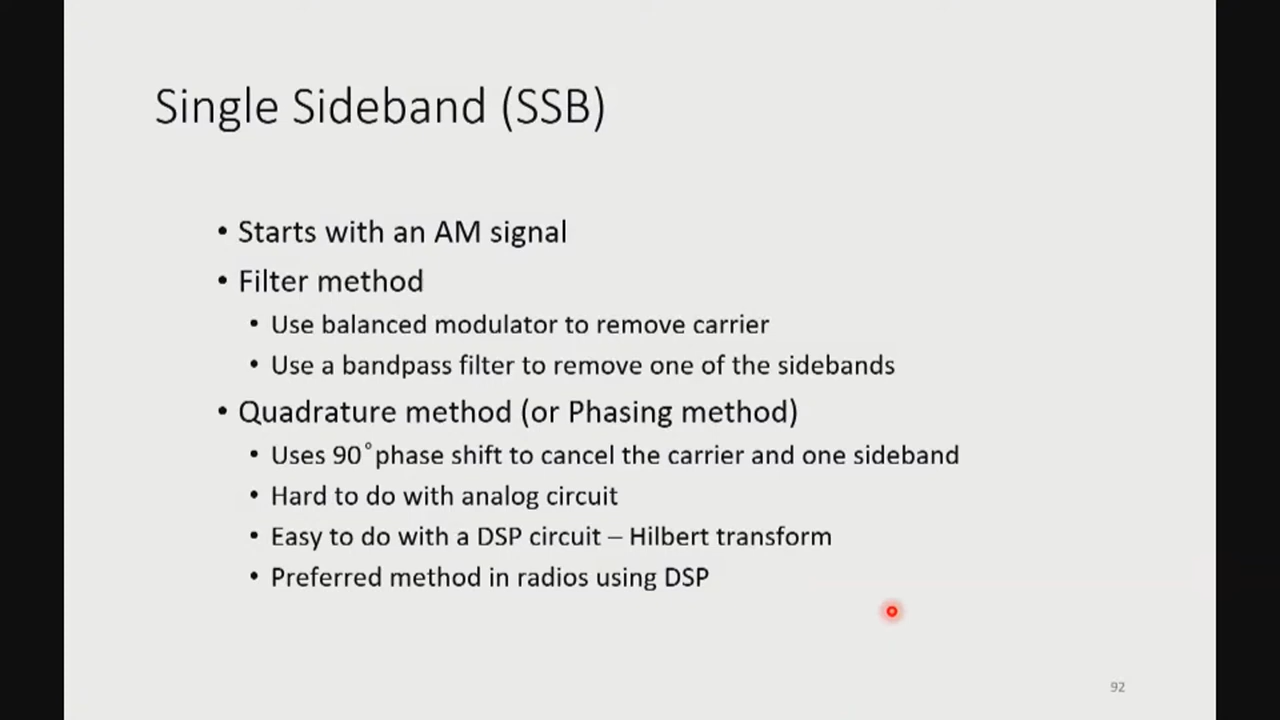 Single Sideband (SSB)
• Starts with an AM signal
• Filter method
• Use balanced modulator to remove carrier
• Use a bandpass filter to remove one of the sidebands
• Quadrature method (or Phasing method)
• Uses 90° phase shift to cancel the carrier and one sideband
• Hard to do with analog circuit
• Easy to do with a DSP circuit – Hilbert transform
• Preferred method in radios using DSP
92